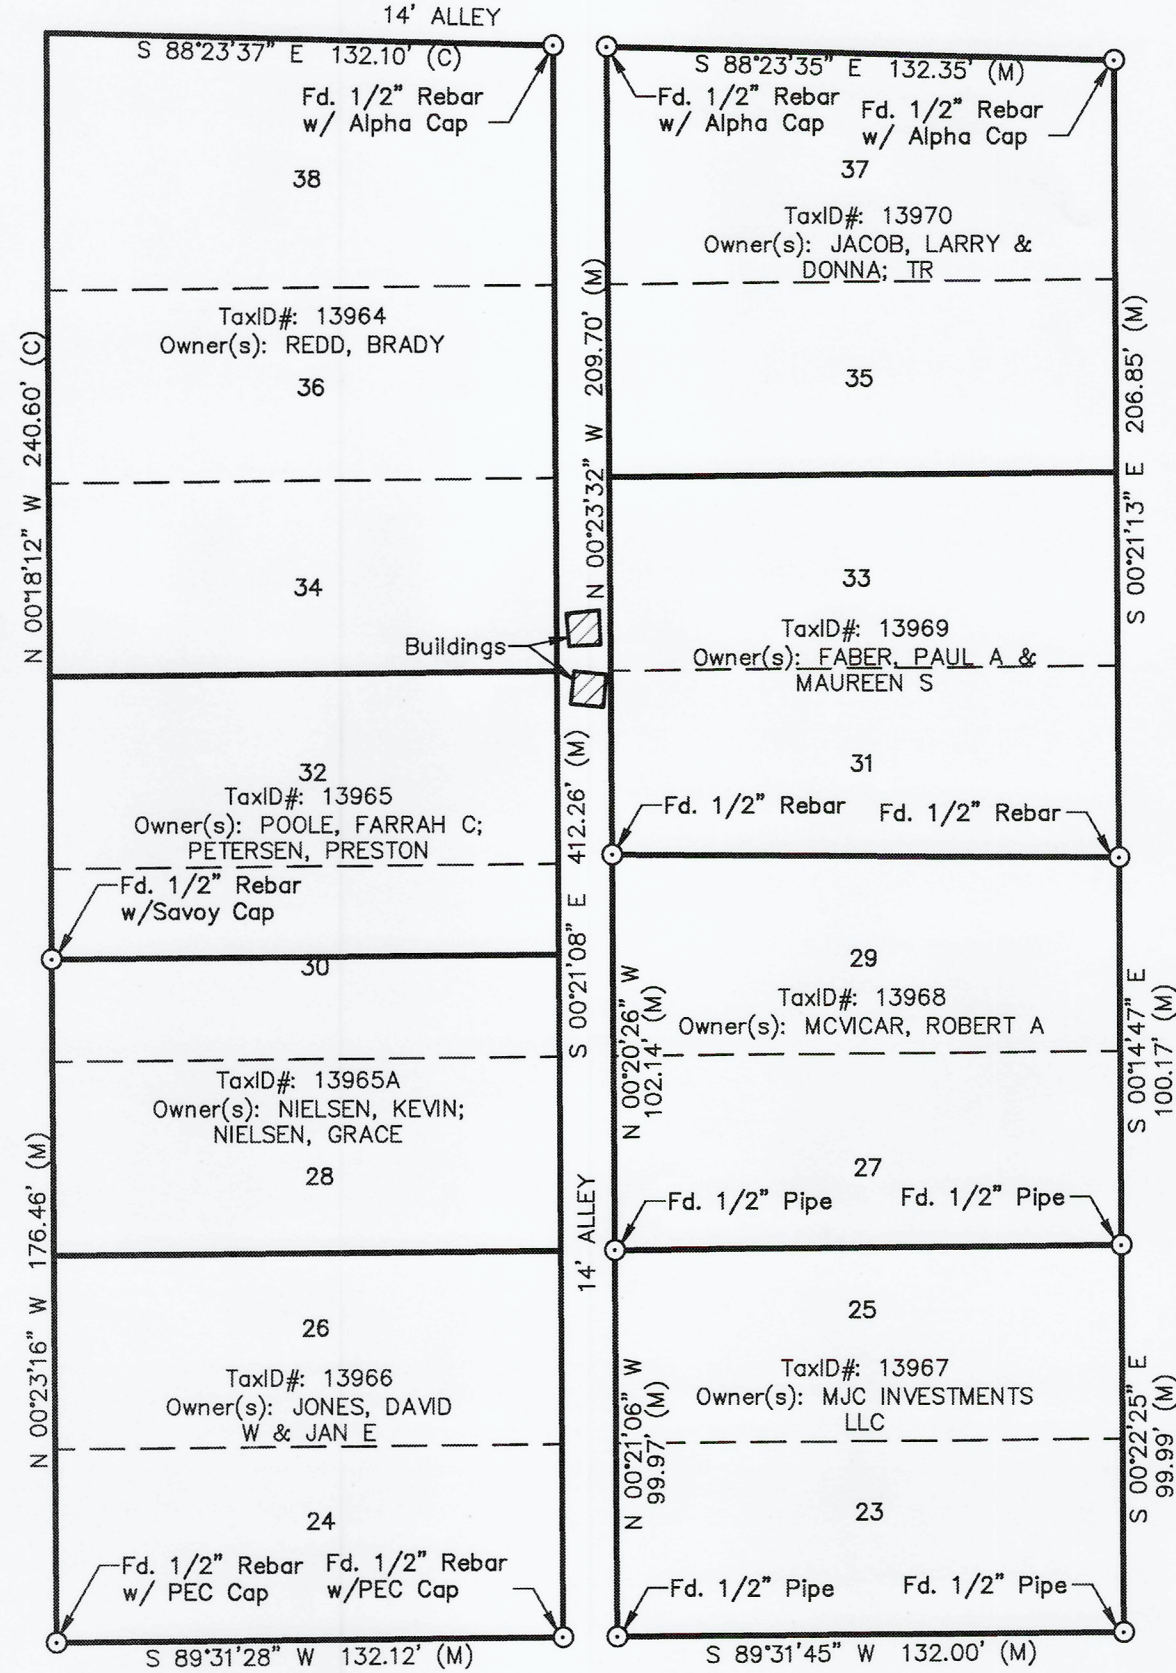 14' ALLEY
S 88°23'37" E 132.10' (C)
Fd. 1/2" Rebar
w/ Alpha Cap
38
TaxID#: 13964
Owner(s): REDD, BRADY
36
34
N 00°18'12" W 240.60' (C)
Buildings
32
TaxID#: 13965
Owner(s): POOLE, FARRAH C;
PETERSEN, PRESTON
Fd. 1/2" Rebar
w/Savoy Cap
30
TaxID#: 13965A
Owner(s): NIELSEN, KEVIN;
NIELSEN, GRACE
28
N 00°23'16" W 176.46' (M)
26
TaxID#: 13966
Owner(s): JONES, DAVID
W & JAN E
24
Fd. 1/2" Rebar
w/ PEC Cap
Fd. 1/2" Rebar
w/PEC Cap
S 89°31'28" W 132.12' (M)
S 00°21'08" E 412.26' (M)
14' ALLEY
S 88°23'35" E 132.35' (M)
Fd. 1/2" Rebar
w/ Alpha Cap
Fd. 1/2" Rebar
w/ Alpha Cap
37
TaxID#: 13970
Owner(s): JACOB, LARRY &
DONNA; TR
35
N 00°23'32" W 209.70' (M)
S 00°21'13" E 206.85' (M)
33
TaxID#: 13969
Owner(s): FABER, PAUL A &
MAUREEN S
31
Fd. 1/2" Rebar
Fd. 1/2" Rebar
29
TaxID#: 13968
Owner(s): MCVICAR, ROBERT A
N 00°20'26" W
102.14' (M)
S 00°14'47" E
100.17' (M)
27
Fd. 1/2" Pipe
Fd. 1/2" Pipe
25
TaxID#: 13967
Owner(s): MJC INVESTMENTS
LLC
N 00°21'06" W
99.97' (M)
S 00°22'25" E
99.99' (M)
23
Fd. 1/2" Pipe
Fd. 1/2" Pipe
S 89°31'45" W 132.00' (M)